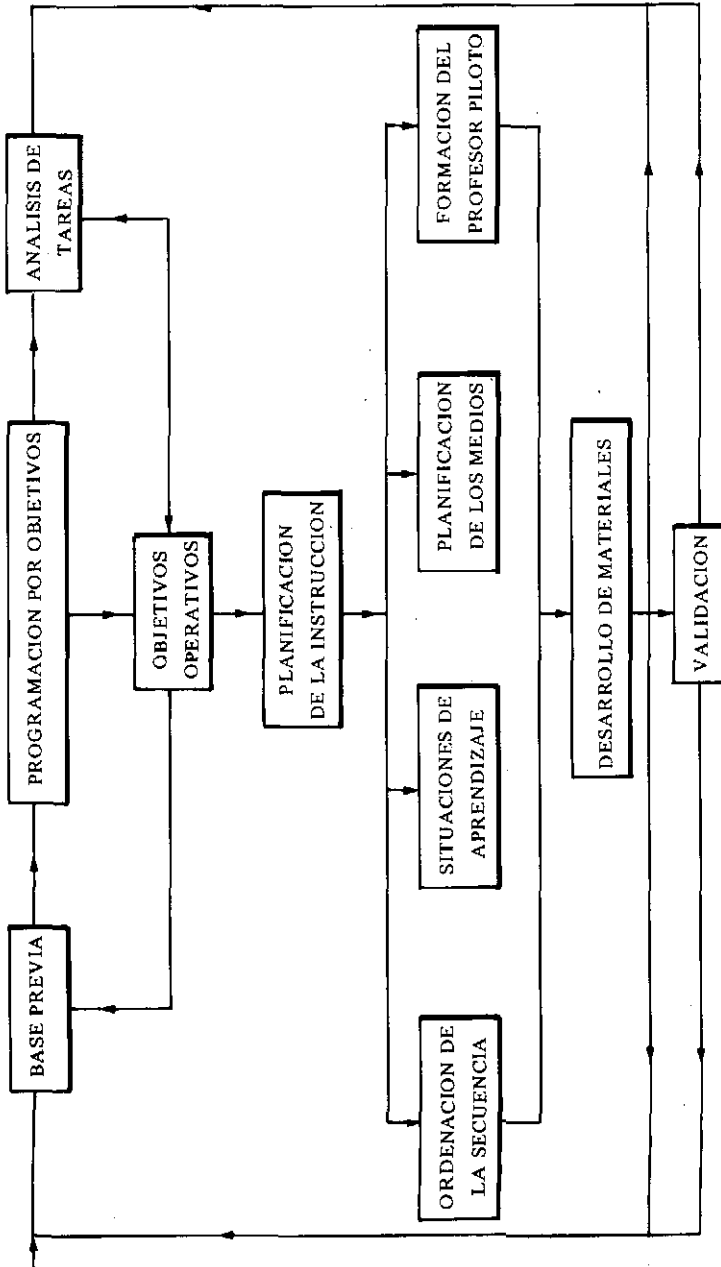 BASE PREVIA
PROGRAMACION POR OBJETIVOS
ANALISIS DE
TAREAS
OBJETIVOS
OPERATIVOS
PLANIFICACION
DE LA INSTRUCCION
ORDENACION DE
LA SECUENCIA
SITUACIONES DE
APRENDIZAJE
PLANIFICACION
DE LOS MEDIOS
FORMACION DEL
PROFESOR PILOTO
DESARROLLO DE MATERIALES
VALIDACION